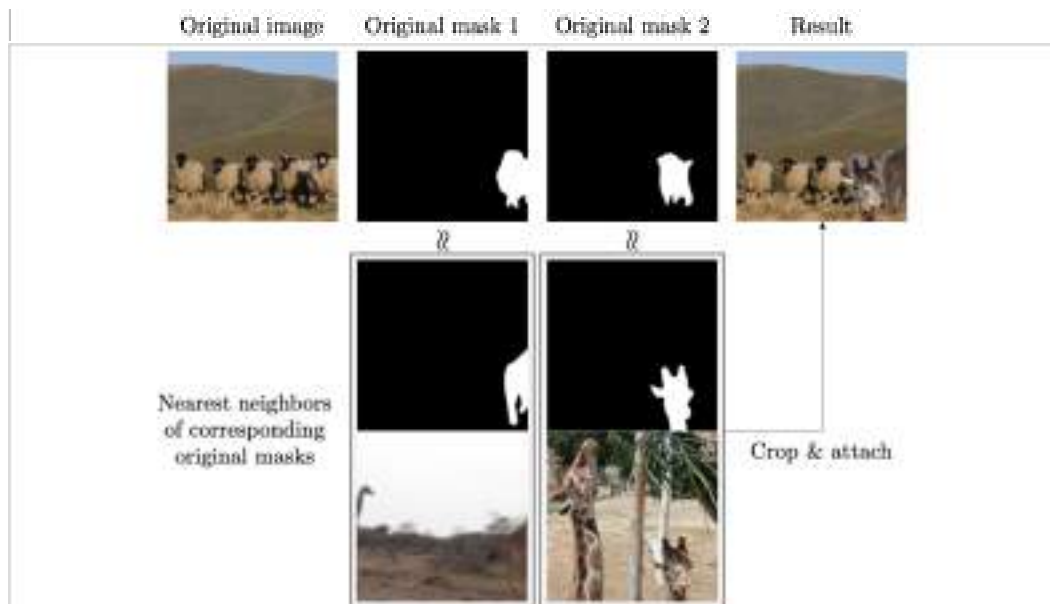 Original image Original mask 1 Original mask 2 Result
≈ ≈
Nearest neighbors
of corresponding
original masks
Crop & attach